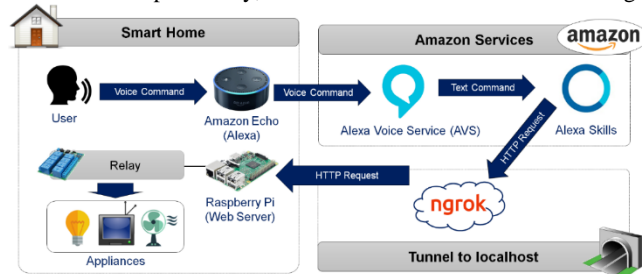 Smart Home
Amazon Services
amazon
Voice Command
Voice Command
Text Command
User
Amazon Echo
(Alexa)
Alexa Voice Service (AVS)
Alexa Skills
HTTP Request
Relay
HTTP Request
ngrok
Raspberry Pi
(Web Server)
Appliances
Tunnel to localhost